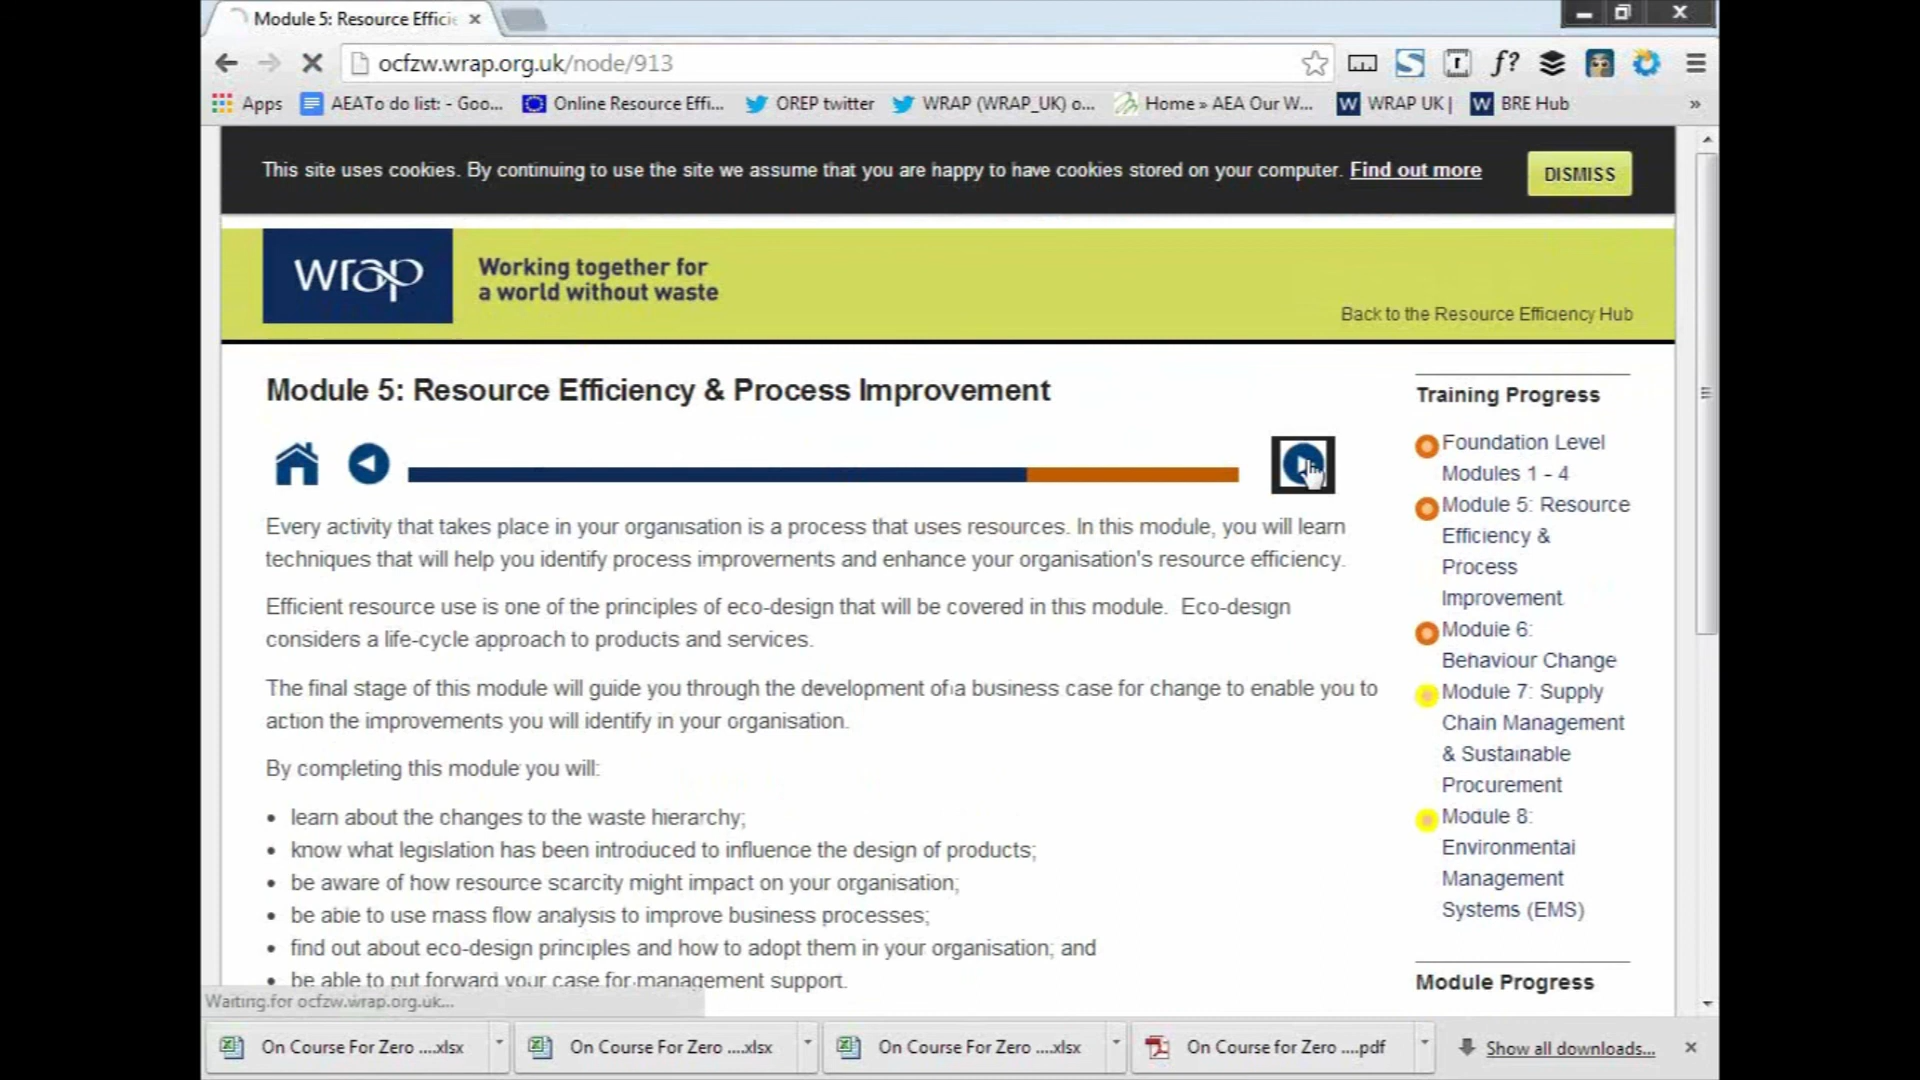 Module 5: Resource Effici
ocfzw.wrap.org.uk/node/913
Apps
AEATo do list: - Goo...
Online Resource Effi...
OREP twitter
WRAP (WRAP_UK) o...
Home » AEA Our W...
WRAP UK |
BRE Hub
»
This site uses cookies. By continuing to use the site we assume that you are happy to have cookies stored on your computer. Find out more
DISMISS
wrap
Working together for
a world without waste
Back to the Resource Efficiency Hub
Module 5: Resource Efficiency & Process Improvement
Every activity that takes place in your organisation is a process that uses resources. In this module, you will learn
techniques that will help you identify process improvements and enhance your organisation's resource efficiency.
Efficient resource use is one of the principles of eco-design that will be covered in this module. Eco-design
considers a life-cycle approach to products and services.
The final stage of this module will guide you through the development of a business case for change to enable you to
action the improvements you will identify in your organisation.
By completing this module you will:
• learn about the changes to the waste hierarchy;
• know what legislation has been introduced to influence the design of products;
• be aware of how resource scarcity might impact on your organisation;
• be able to use mass flow analysis to improve business processes;
• find out about eco-design principles and how to adopt them in your organisation; and
• be able to put forward your case for management support.
Training Progress
Foundation Level
Modules 1 - 4
Module 5: Resource
Efficiency &
Process
Improvement
Module 6:
Behaviour Change
Module 7: Supply
Chain Management
& Sustainable
Procurement
Module 8:
Environmental
Management
Systems (EMS)
Module Progress
Waiting for ocfzw.wrap.org.uk...
On Course For Zero ....xlsx
On Course For Zero ....xlsx
On Course For Zero ....xlsx
On Course for Zero ....pdf
Show all downloads...